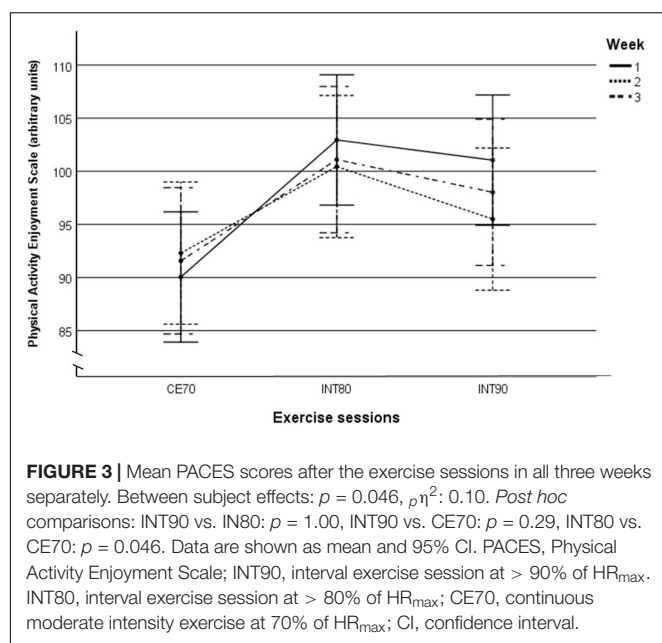 Week
1
2
3
Physical Activity Enjoyment Scale (arbitrary units)
110
105
100
95
90
85
CE70 INT80 INT90
Exercise sessions
FIGURE 3 | Mean PACES scores after the exercise sessions in all three weeks
separately. Between subject effects: p = 0.046, pη²: 0.10. Post hoc
comparisons: INT90 vs. IN80: p = 1.00, INT90 vs. CE70: p = 0.29, INT80 vs.
CE70: p = 0.046. Data are shown as mean and 95% CI. PACES, Physical
Activity Enjoyment Scale; INT90, interval exercise session at > 90% of HRmax.
INT80, interval exercise session at > 80% of HRmax; CE70, continuous
moderate intensity exercise at 70% of HRmax; CI, confidence interval.